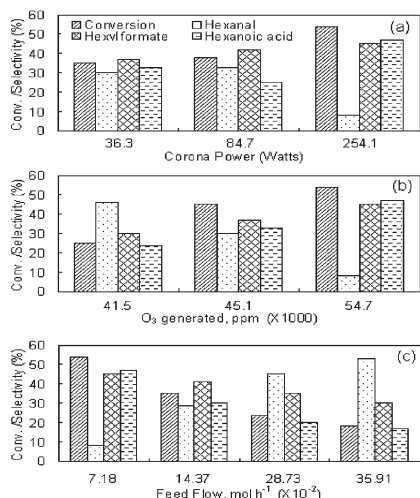 Conv./Selectivity (%)
60
50
40
30
20
10
0
Conversion
Hexanal
Hexylformate
Hexanoic acid
(a)
36.3 84.7 254.1
Corona Power (Watts)
Conv./Selectivity (%)
60
50
40
30
20
10
0
(b)
41.5 45.1 54.7
O₃ generated, ppm (X1000)
Conv./Selectivity (%)
60
50
40
30
20
10
0
(c)
7.18 14.37 28.73 35.91
Feed Flow, mol h⁻¹ (X10⁻²)